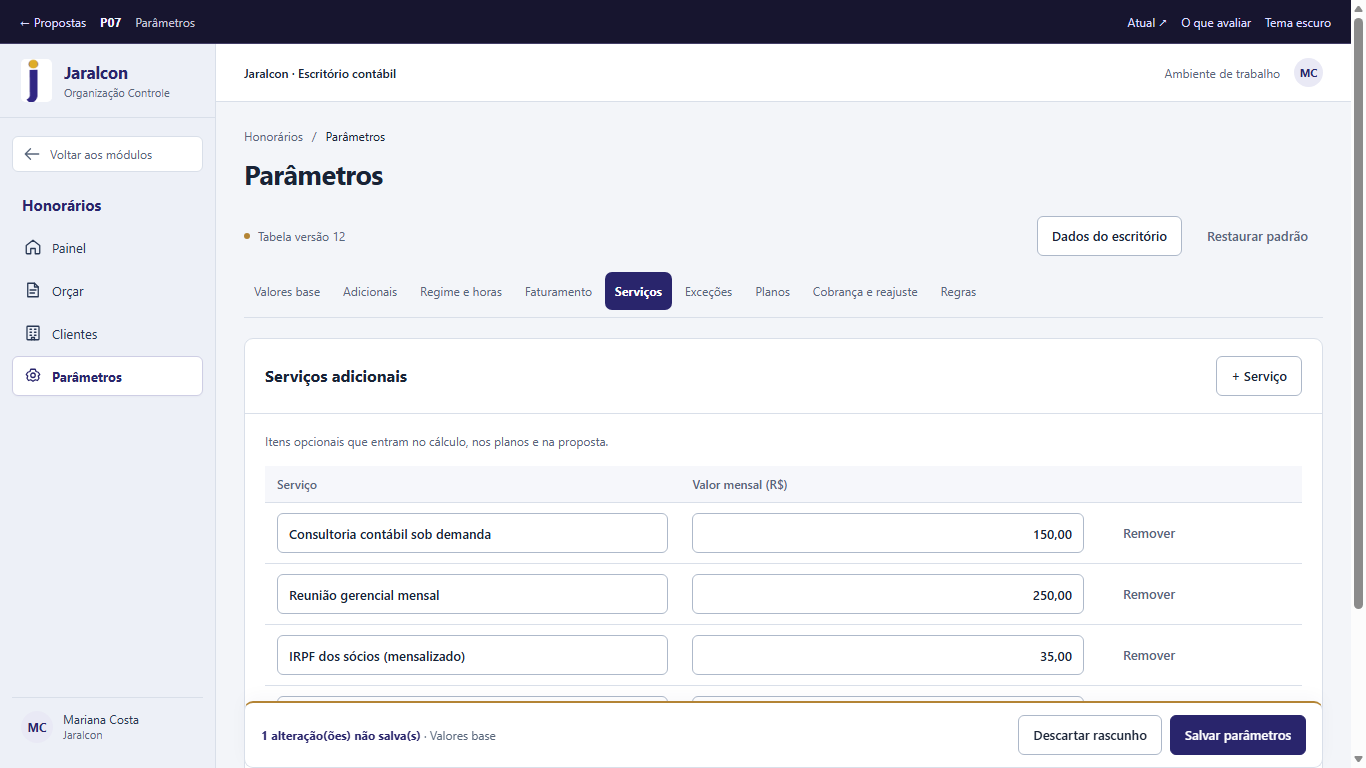 ← Propostas P07 Parâmetros Atual ↗ O que avaliar Tema escuro
Jaralcon
Organização Controle
Jaralcon · Escritório contábil Ambiente de trabalho MC
Voltar aos módulos
Honorários
Painel
Orçar
Clientes
Parâmetros
MC Mariana Costa
Jaralcon
Honorários / Parâmetros
Parâmetros
Tabela versão 12 Dados do escritório Restaurar padrão
Valores base Adicionais Regime e horas Faturamento Serviços Exceções Planos Cobrança e reajuste Regras
Serviços adicionais + Serviço
Itens opcionais que entram no cálculo, nos planos e na proposta.
Serviço Valor mensal (R$)
Consultoria contábil sob demanda 150,00 Remover
Reunião gerencial mensal 250,00 Remover
IRPF dos sócios (mensalizado) 35,00 Remover
1 alteração(ões) não salva(s) · Valores base Descartar rascunho Salvar parâmetros